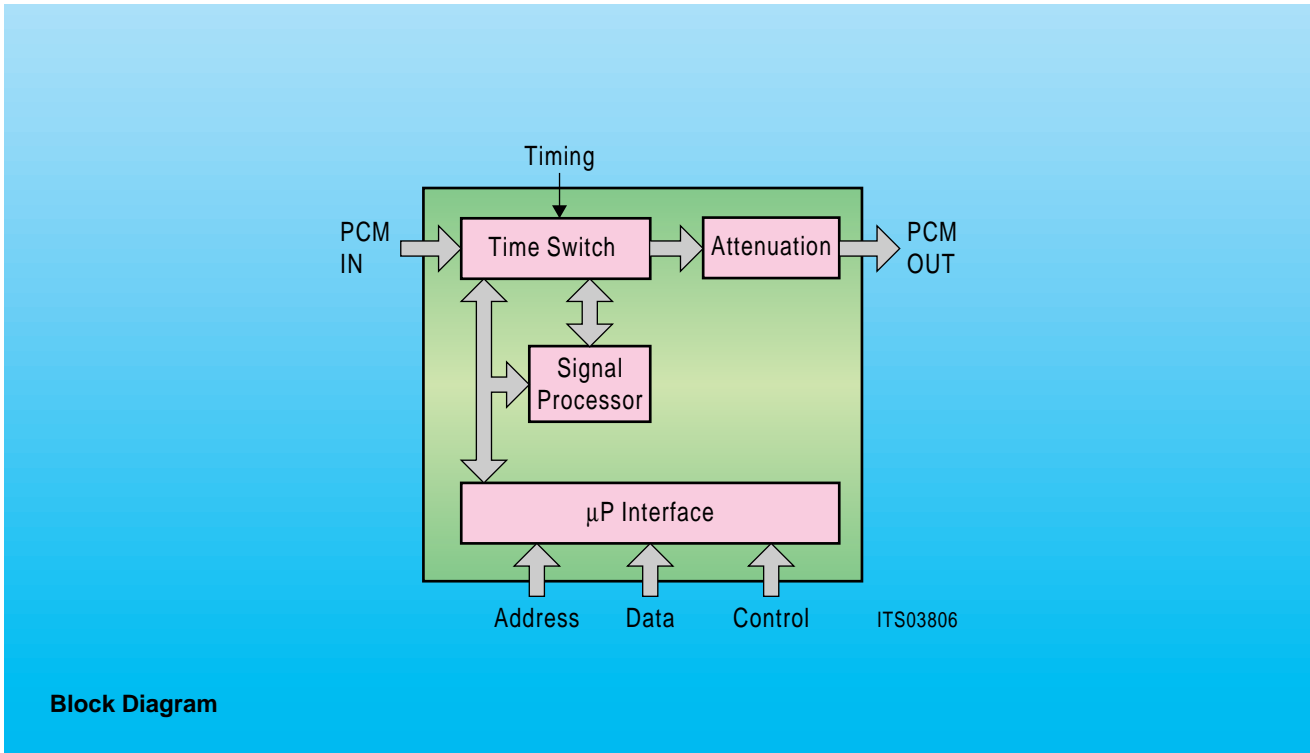 Timing
PCM
IN
Time Switch
Attenuation
PCM
OUT
Signal
Processor
µP Interface
Address
Data
Control
ITS03806
Block Diagram